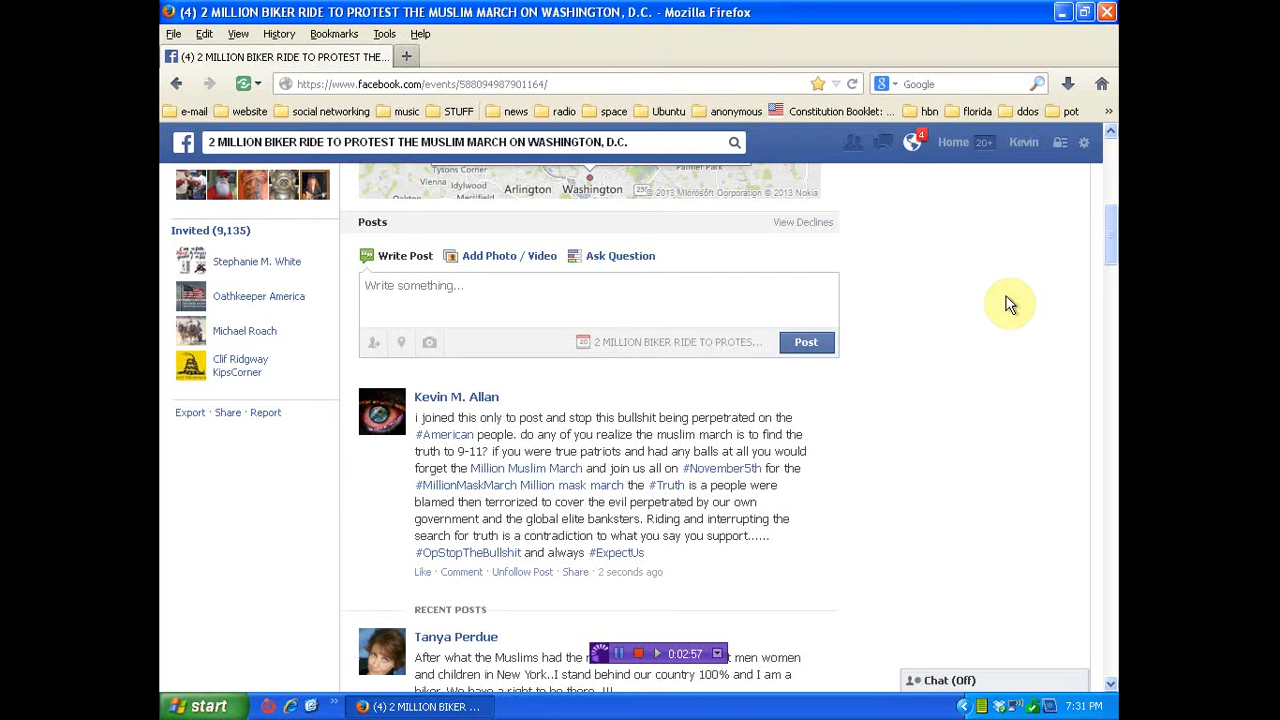 (4) 2 MILLION BIKER RIDE TO PROTEST THE MUSLIM MARCH ON WASHINGTON, D.C. - Mozilla Firefox
File Edit View History Bookmarks Tools Help
(4) 2 MILLION BIKER RIDE TO PROTEST THE...
https://www.facebook.com/events/588094987901164/
Google
e-mail website social networking music STUFF news radio space Ubuntu anonymous Constitution Booklet: ... hbn florida ddos pot
2 MILLION BIKER RIDE TO PROTEST THE MUSLIM MARCH ON WASHINGTON, D.C.
4
Home 20+ Kevin
Tysons Corner
Vienna Idylwood
Arlington Washington
© 2013 Microsoft Corporation © 2013 Nokia
Posts View Declines
Invited (9,135)
Stephanie M. White
Oathkeeper America
Michael Roach
Clif Ridgway
KipsCorner
Export · Share · Report
Write Post Add Photo / Video Ask Question
Write something...
2 MILLION BIKER RIDE TO PROTES... Post
Kevin M. Allan
i joined this only to post and stop this bullshit being perpetrated on the
#American people. do any of you realize the muslim march is to find the
truth to 9-11? if you were true patriots and had any balls at all you would
forget the Million Muslim March and join us all on #November5th for the
#MillionMaskMarch Million mask march the #Truth is a people were
blamed then terrorized to cover the evil perpetrated by our own
government and the global elite banksters. Riding and interrupting the
search for truth is a contradiction to what you say you support......
#OpStopTheBullshit and always #ExpectUs
Like · Comment · Unfollow Post · Share · 2 seconds ago
RECENT POSTS
Tanya Perdue
After what the Muslims had the men women
and children in New York..I stand behind our country 100% and I am a
biker. We have a right to be there !!!
0:02:57
Chat (Off)
start
(4) 2 MILLION BIKER ...
7:31 PM